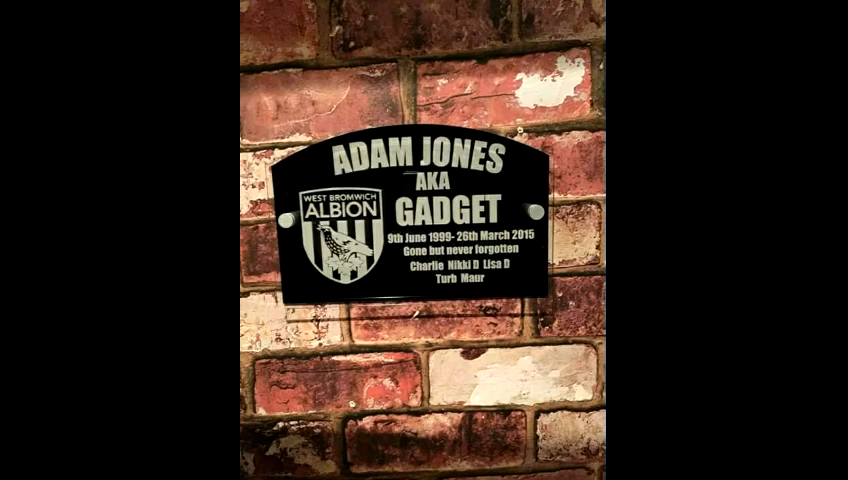 ADAM JONES
AKA
GADGET
WEST BROMWICH
ALBION
9th June 1999- 26th March 2015
Gone but never forgotten
Charlie Nikki D Lisa D
Turb Maur